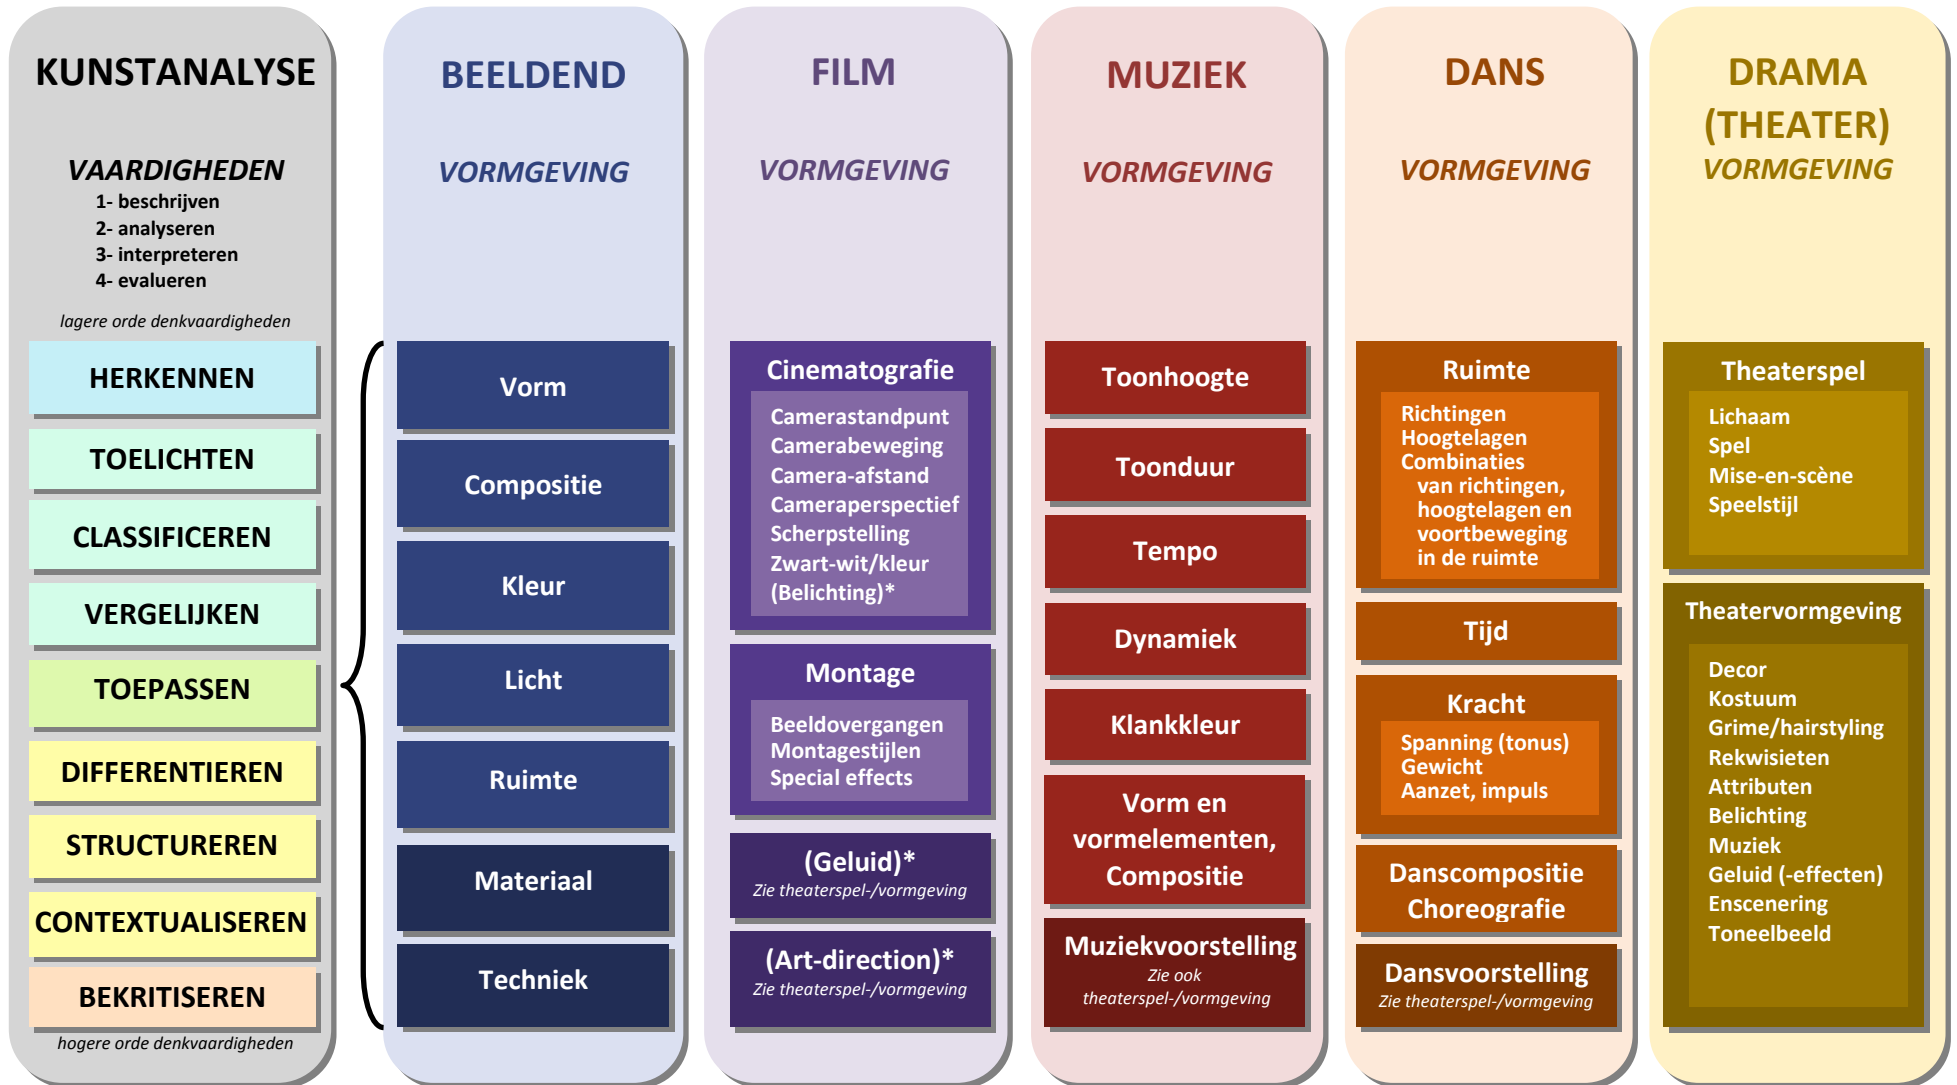 KUNSTANALYSE
VAARDIGHEDEN
1- beschrijven
2- analyseren
3- interpreteren
4- evalueren
lagere orde denkvaardigheden
HERKENNEN
TOELICHTEN
CLASSIFICEREN
VERGELIJKEN
TOEPASSEN
DIFFERENTIEREN
STRUCTUREREN
CONTEXTUALISEREN
BEKRITISEREN
hogere orde denkvaardigheden
BEELDEND
VORMGEVING
Vorm
Compositie
Kleur
Licht
Ruimte
Materiaal
Techniek
FILM
VORMGEVING
Cinematografie
Camerastandpunt
Camerabeweging
Camera-afstand
Cameraperspectief
Scherpstelling
Zwart-wit/kleur
(Belichting)*
Montage
Beeldovergangen
Montagestijlen
Special effects
(Geluid)*
Zie theaterspel-/vormgeving
(Art-direction)*
Zie theaterspel-/vormgeving
MUZIEK
VORMGEVING
Toonhoogte
Toonduur
Tempo
Dynamiek
Klankkleur
Vorm en
vormelementen,
Compositie
Muziekvoorstelling
Zie ook
theaterspel-/vormgeving
DANS
VORMGEVING
Ruimte
Richtingen
Hoogtelagen
Combinaties
van richtingen,
hoogtelagen en
voortbeweging
in de ruimte
Tijd
Kracht
Spanning (tonus)
Gewicht
Aanzet, impuls
Danscompositie
Choreografie
Dansvoorstelling
Zie theaterspel-/vormgeving
DRAMA
(THEATER)
VORMGEVING
Theaterspel
Lichaam
Spel
Mise-en-scène
Speelstijl
Theatervormgeving
Decor
Kostuum
Grime/hairstyling
Rekwisieten
Attributen
Belichting
Muziek
Geluid (-effecten)
Enscenering
Toneelbeeld